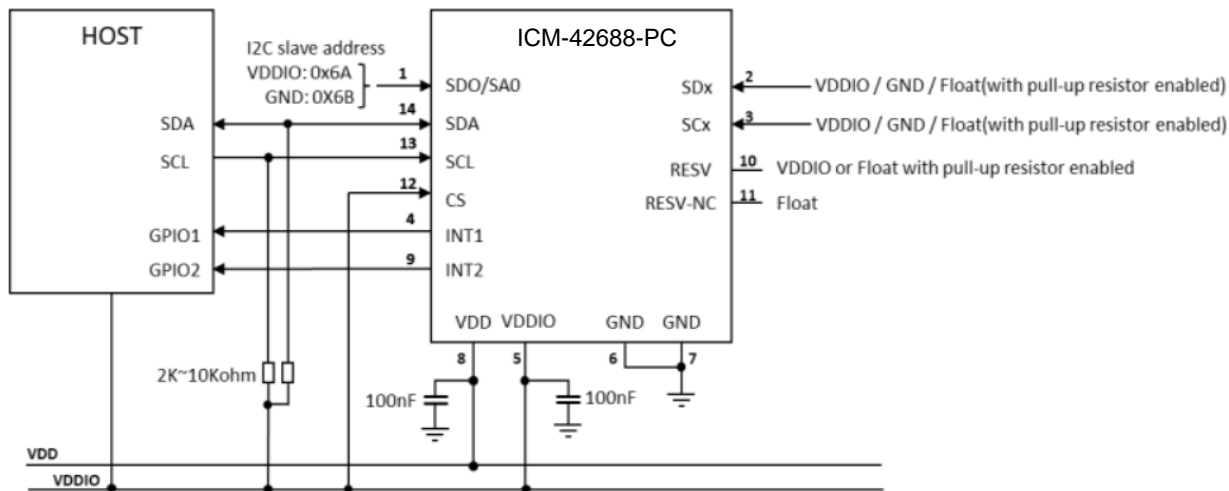 HOST
ICM-42688-PC
I2C slave address
VDDIO: 0x6A
GND: 0X6B
1
SDO/SA0
SDx
2
VDDIO / GND / Float(with pull-up resistor enabled)
SDA
14
SDA
SCx
3
VDDIO / GND / Float(with pull-up resistor enabled)
SCL
13
SCL
RESV
10
VDDIO or Float with pull-up resistor enabled
12
CS
RESV-NC
11
Float
GPIO1
4
INT1
GPIO2
9
INT2
VDD
VDDIO
GND
GND
8
5
6
7
2K~10Kohm
100nF
100nF
VDD
VDDIO